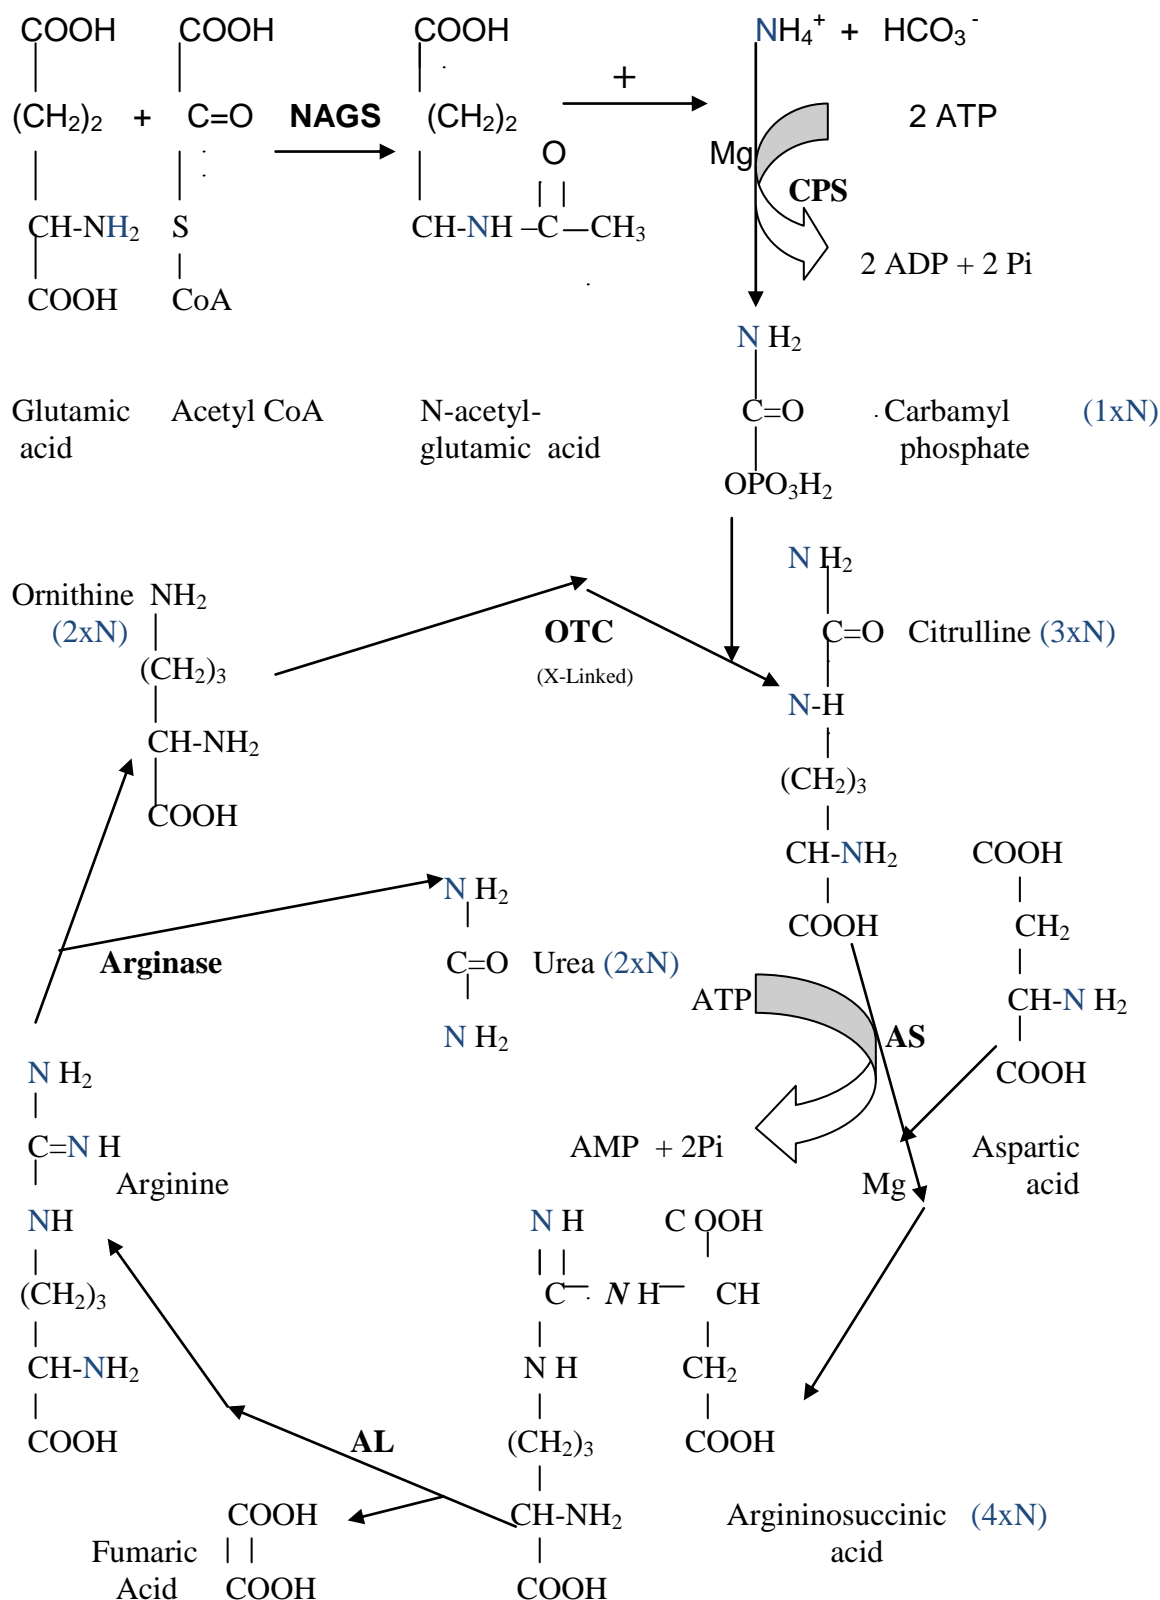 COOH COOH COOH NH₄⁺ + HCO₃⁻
+
(CH₂)₂ + C=O NAGS (CH₂)₂ 2 ATP
O Mg
CPS
CH-NH₂ S CH-NH –C–CH₃
2 ADP + 2 Pi
COOH CoA
N H₂
Glutamic Acetyl CoA N-acetyl- C=O Carbamyl (1xN)
acid glutamic acid phosphate
OPO₃H₂
N H₂
Ornithine NH₂
(2xN) OTC C=O Citrulline (3xN)
(CH₂)₃ (X-Linked)
N-H
CH-NH₂
(CH₂)₃
COOH
CH-NH₂ COOH
N H₂
COOH CH₂
Arginase C=O Urea (2xN)
ATP CH-N H₂
N H₂ AS
N H₂ COOH
C=N H AMP + 2Pi Aspartic
Arginine Mg acid
NH N H C OOH
(CH₂)₃ C N H CH
CH-NH₂ N H CH₂
COOH AL (CH₂)₃ COOH
COOH CH-NH₂ Argininosuccinic (4xN)
Fumaric acid
Acid COOH COOH